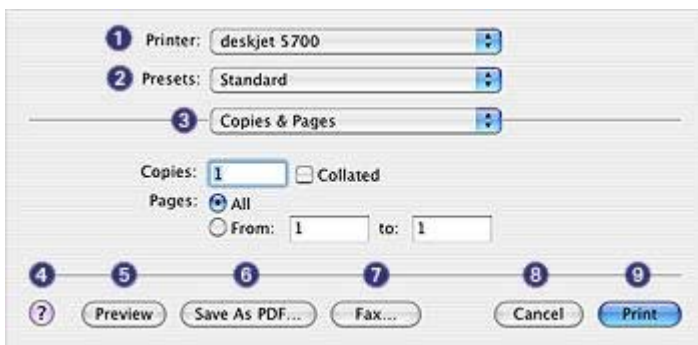 1 Printer: deskjet 5700
2 Presets: Standard
3 Copies & Pages
Copies: 1 Collated
Pages: All
From: 1 to: 1
4 5 6 7 8 9
? Preview Save As PDF... Fax... Cancel Print